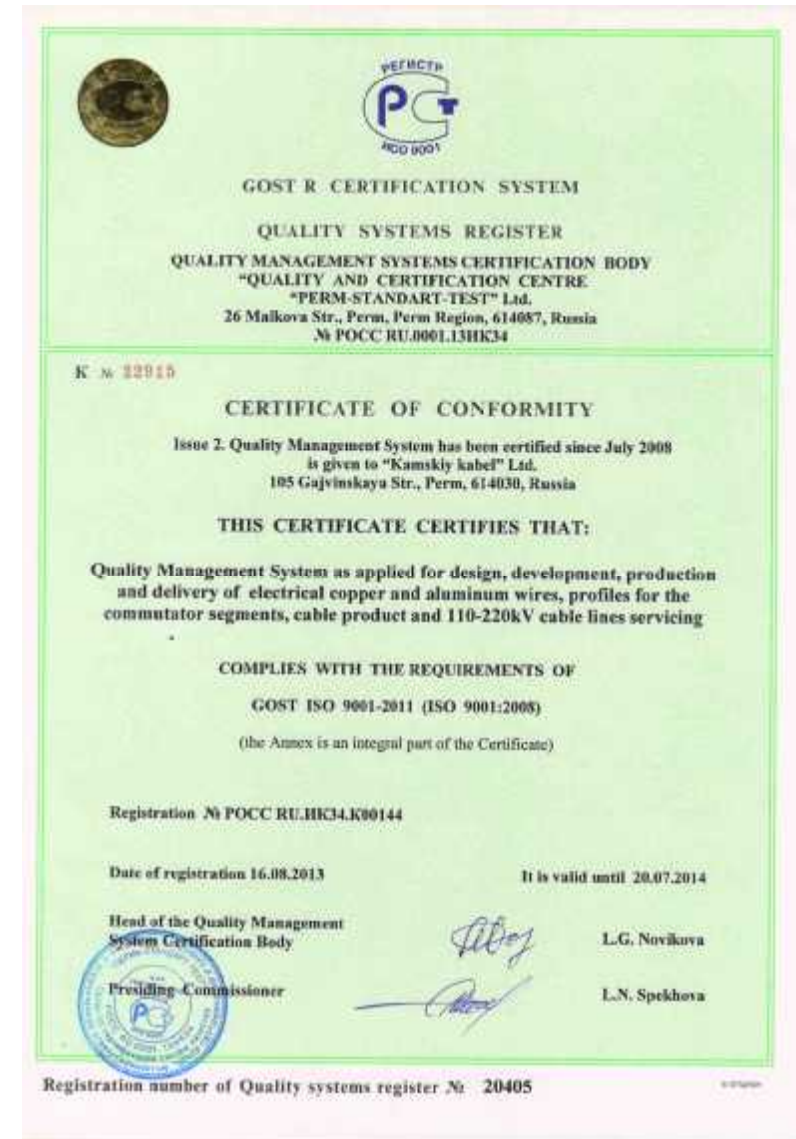 РЕГИСТР
РСТ
ИСО 9001
GOST R CERTIFICATION SYSTEM
QUALITY SYSTEMS REGISTER
QUALITY MANAGEMENT SYSTEMS CERTIFICATION BODY
“QUALITY AND CERTIFICATION CENTRE
“PERM-STANDART-TEST” Ltd.
26 Malkova Str., Perm, Perm Region, 614087, Russia
№ РОСС RU.0001.13ИК34
К № 22915
CERTIFICATE OF CONFORMITY
Issue 2. Quality Management System has been certified since July 2008
is given to “Kamskiy kabel” Ltd.
105 Gajvinskaya Str., Perm, 614030, Russia
THIS CERTIFICATE CERTIFIES THAT:
Quality Management System as applied for design, development, production
and delivery of electrical copper and aluminum wires, profiles for the
commutator segments, cable product and 110-220kV cable lines servicing
COMPLIES WITH THE REQUIREMENTS OF
GOST ISO 9001-2011 (ISO 9001:2008)
(the Annex is an integral part of the Certificate)
Registration № РОСС RU.ИК34.К00144
Date of registration 16.08.2013 It is valid until 20.07.2014
Head of the Quality Management
System Certification Body L.G. Novikova
Presiding Commissioner L.N. Spekhova
Registration number of Quality systems register № 20405